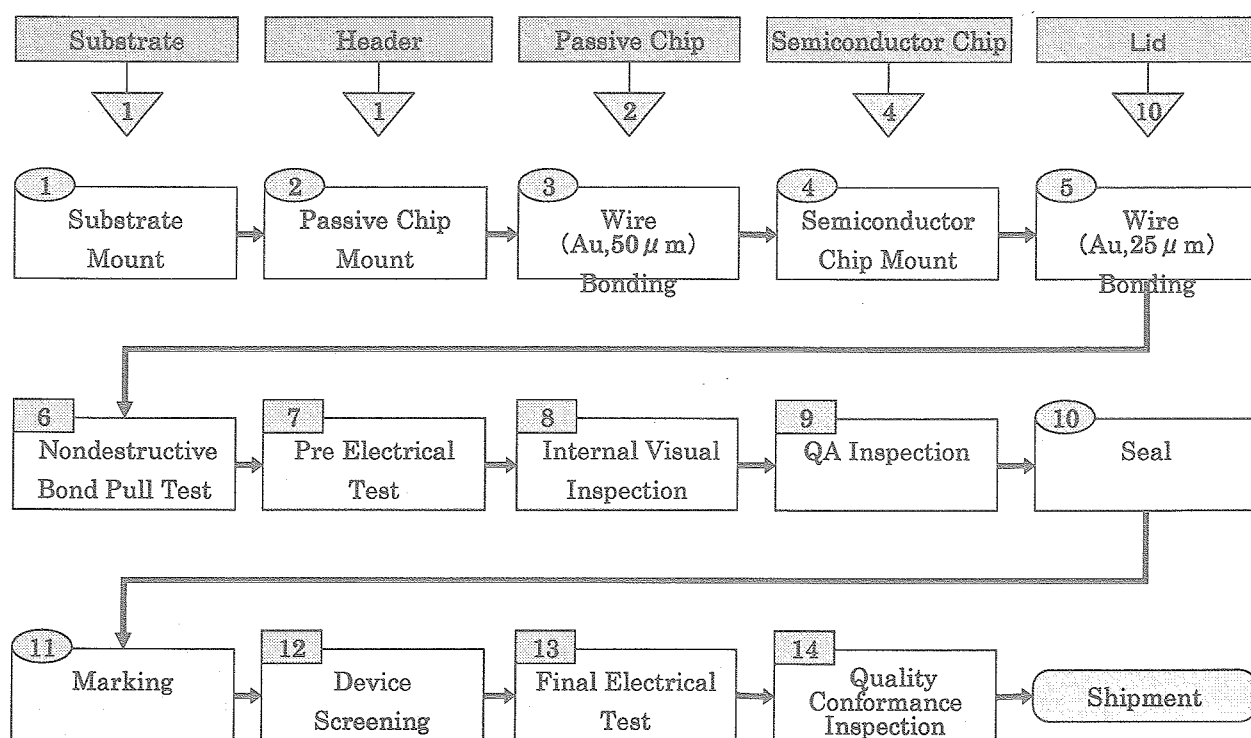 Substrate
Header
Passive Chip
Semiconductor Chip
Lid
1
1
2
4
10
1
Substrate
Mount
2
Passive Chip
Mount
3
Wire
(Au,50μm)
Bonding
4
Semiconductor
Chip Mount
5
Wire
(Au,25μm)
Bonding
6
Nondestructive
Bond Pull Test
7
Pre Electrical
Test
8
Internal Visual
Inspection
9
QA Inspection
10
Seal
11
Marking
12
Device
Screening
13
Final Electrical
Test
14
Quality
Conformance
Inspection
Shipment